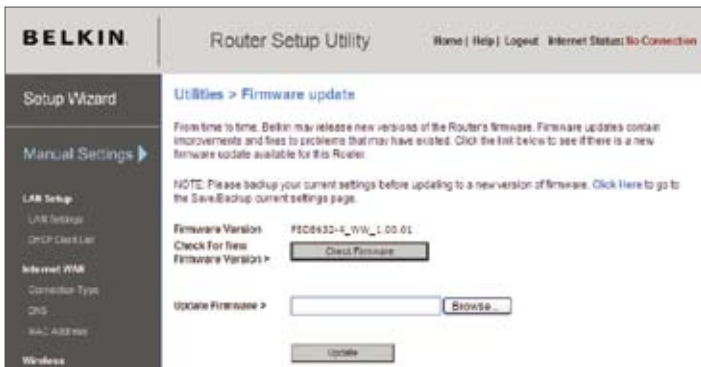 BELKIN
Router Setup Utility
Home | Help | Logout Internet Status: No Connection
Setup Wizard
Manual Settings
LAN Setup
LAN Settings
DHCP Client List
Internet WAN
Connection Type
DNS
MAC Address
Wireless
Utilities > Firmware update
From time to time, Belkin may release new versions of the Router's firmware. Firmware updates contain
improvements and fixes to problems that may have existed. Click the link below to see if there is a new
firmware update available for this Router.
NOTE: Please backup your current settings before updating to a new version of firmware. Click Here to go to
the Save/Backup current settings page.
Firmware Version
Check For New
Firmware Version >
Check Firmware
Update Firmware >
Browse...
Update